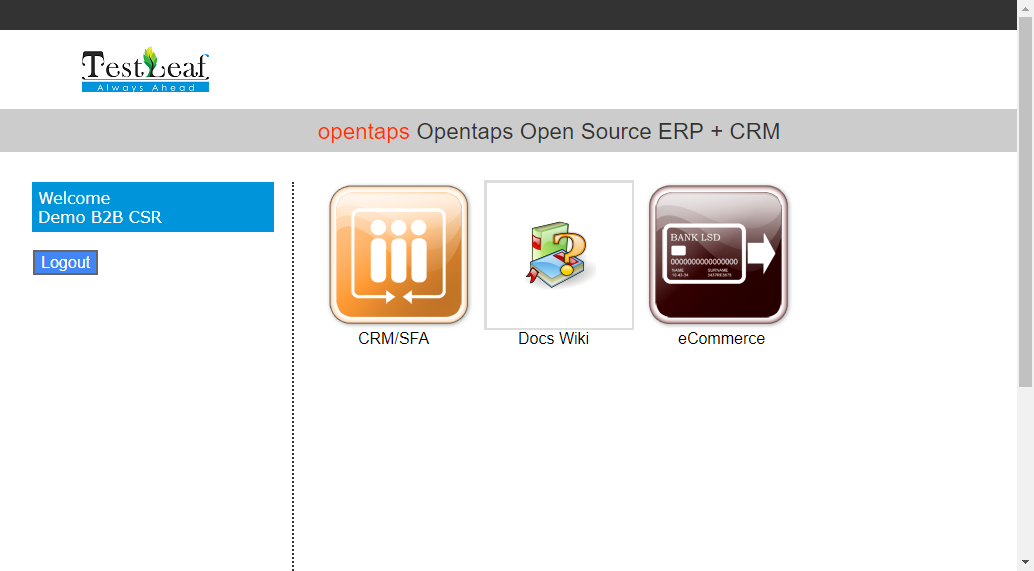 TestLeaf
Always Ahead
opentaps Opentaps Open Source ERP + CRM
Welcome
Demo B2B CSR
Logout
BANK LSD
CRM/SFA
Docs Wiki
eCommerce